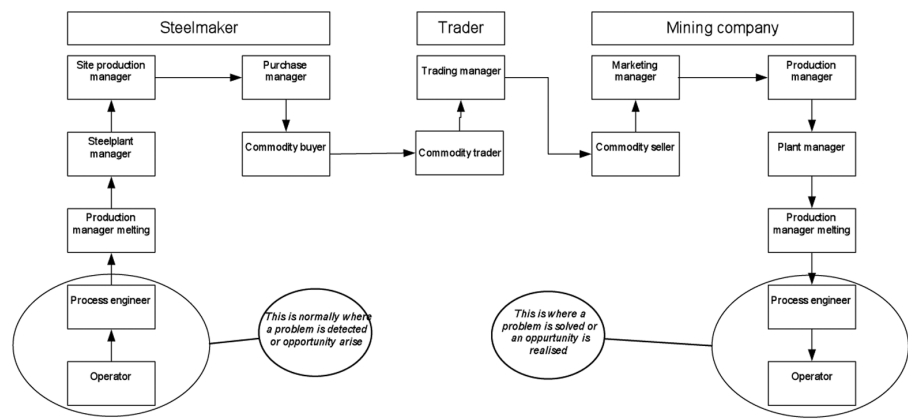 Steelmaker
Trader
Mining company
Site production
manager
Purchase
manager
Trading manager
Marketing
manager
Production
manager
Steelplant
manager
Commodity buyer
Commodity trader
Commodity seller
Plant manager
Production
manager melting
Production
manager melting
Process engineer
This is normally where
a problem is detected
or opportunity arise
This is where a
problem is solved or
an oppurtunity is
realised
Process engineer
Operator
Operator